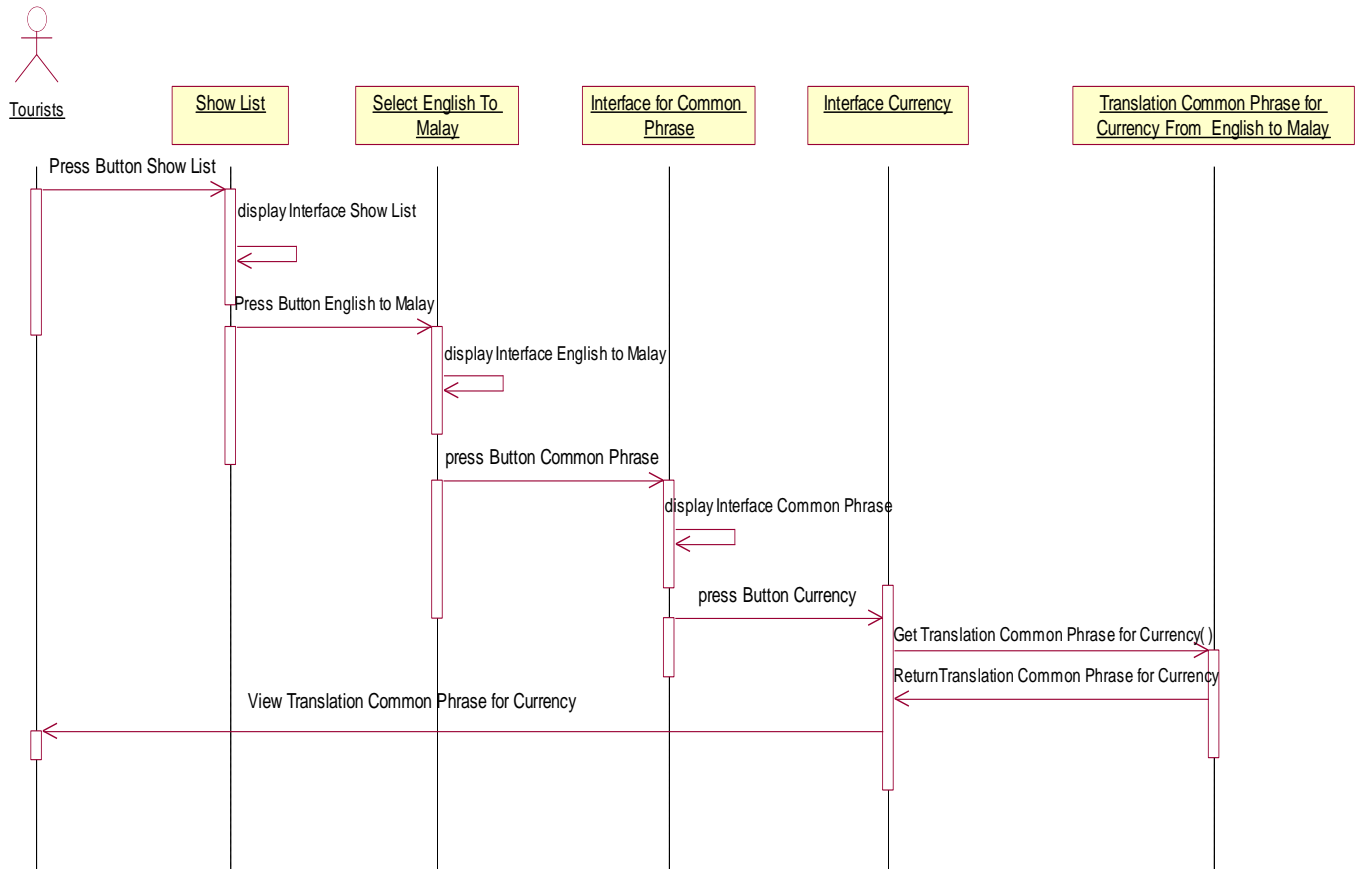 Tourists
Show List
Select English To
Malay
Interface for Common
Phrase
Interface Currency
Translation Common Phrase for
Currency From English to Malay
Press Button Show List
display Interface Show List
Press Button English to Malay
display Interface English to Malay
press Button Common Phrase
display Interface Common Phrase
press Button Currency
Get Translation Common Phrase for Currency( )
ReturnTranslation Common Phrase for Currency
View Translation Common Phrase for Currency